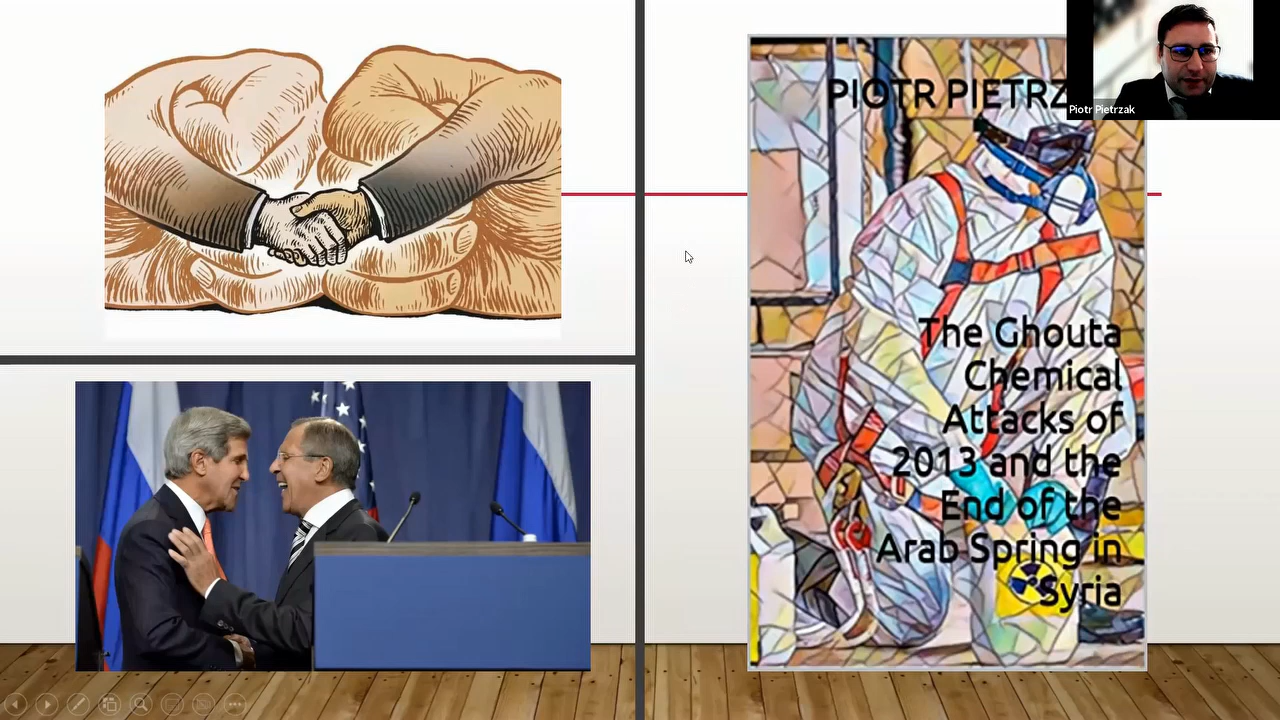 PIOTR PIETRZ
Piotr Pietrzak
The Ghouta
Chemical
Attacks of
2013 and the
End of the
Arab Spring in
Syria